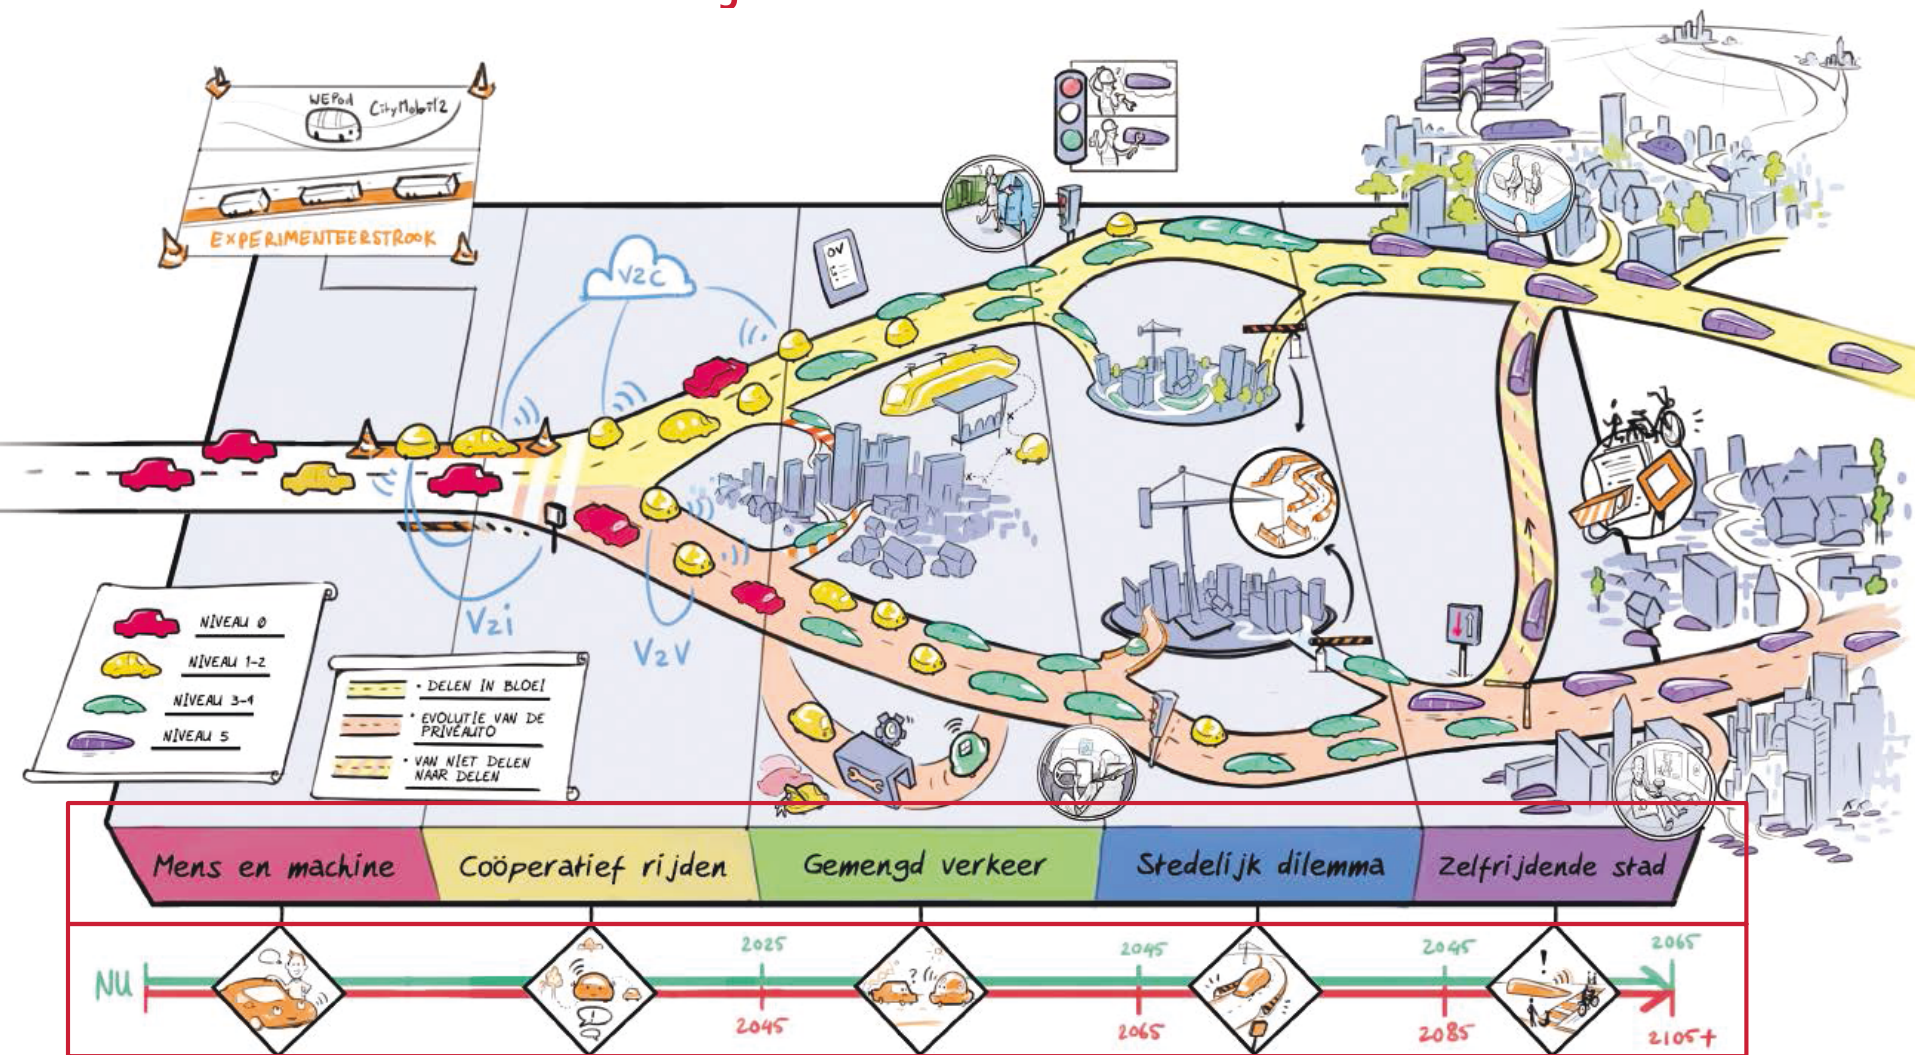 WEPod
CityMobil2
EXPERIMENTEERSTROOK
V2C
OV
V2i
V2V
NIVEAU 0
NIVEAU 1-2
NIVEAU 3-4
NIVEAU 5
• DELEN IN BLOEI
• EVOLUTIE VAN DE
PRIVÉAUTO
• VAN NIET DELEN
NAAR DELEN
Mens en machine
Coöperatief rijden
Gemengd verkeer
Stedelijk dilemma
Zelfrijdende stad
NU
2025
2045
2045
2065
2045
2065
2085
2105+